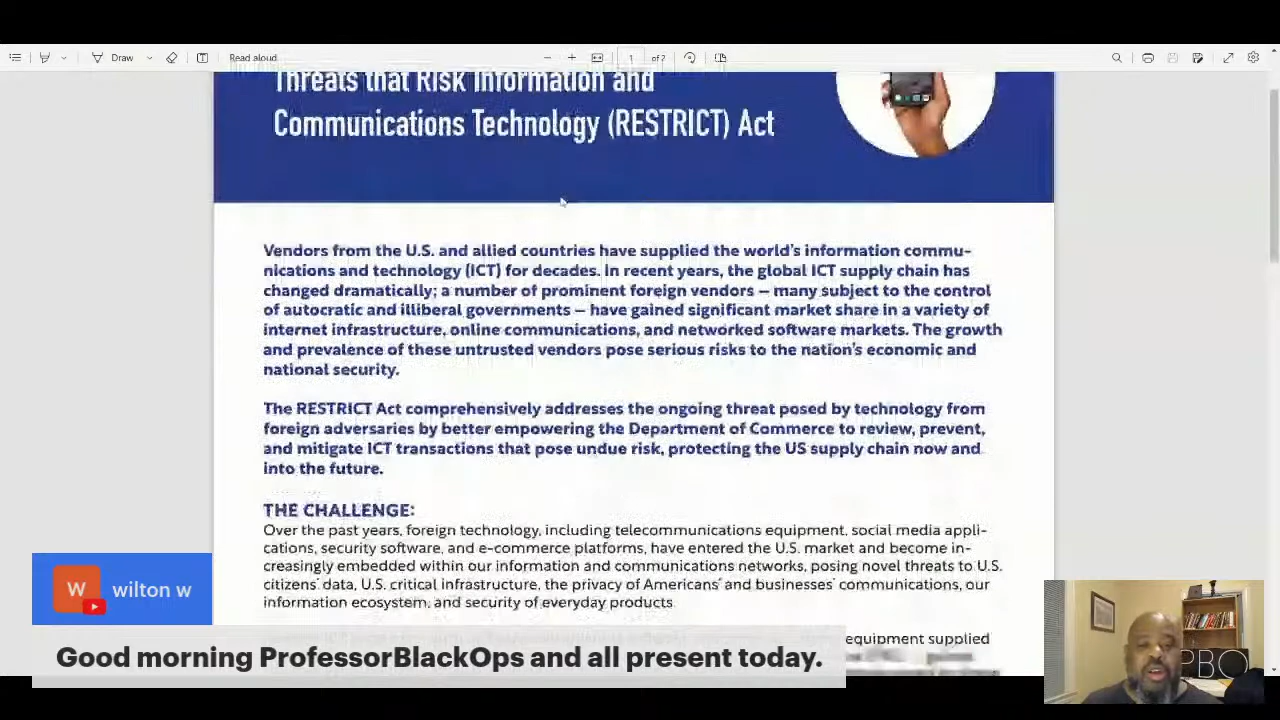 Draw
Read aloud
1
of 2
Threats that Risk Information and
Communications Technology (RESTRICT) Act
Vendors from the U.S. and allied countries have supplied the world's information commu-
nications and technology (ICT) for decades. In recent years, the global ICT supply chain has
changed dramatically; a number of prominent foreign vendors – many subject to the control
of autocratic and illiberal governments – have gained significant market share in a variety of
internet infrastructure, online communications, and networked software markets. The growth
and prevalence of these untrusted vendors pose serious risks to the nation's economic and
national security.
The RESTRICT Act comprehensively addresses the ongoing threat posed by technology from
foreign adversaries by better empowering the Department of Commerce to review, prevent,
and mitigate ICT transactions that pose undue risk, protecting the US supply chain now and
into the future.
THE CHALLENGE:
Over the past years, foreign technology, including telecommunications equipment, social media appli-
cations, security software, and e-commerce platforms, have entered the U.S. market and become in-
creasingly embedded within our information and communications networks, posing novel threats to U.S.
citizens' data, U.S. critical infrastructure, the privacy of Americans' and businesses' communications, our
information ecosystem, and security of everyday products
equipment supplied
W
wilton w
Good morning ProfessorBlackOps and all present today.
PBO